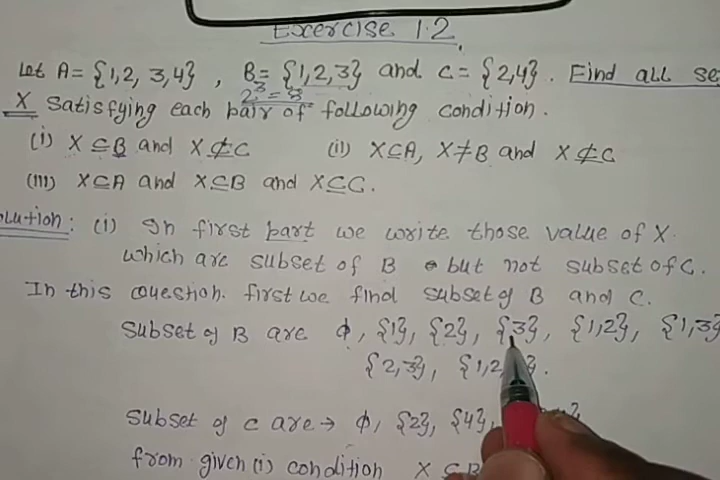 Excercise 1.2
Let A = {1,2, 3,4} , B = {1,2,3} and C = {2,4} . Find all se
2³ = 8
X satisfying each pair of following condition .
(i) X ⊆ B and X ⊄ C (ii) X ⊆ A, X ≠ B and X ⊄ C
(iii) X ⊆ A and X ⊆ B and X ⊆ C .
lution : (i) In first part we write those value of X .
which are subset of B but not subset of C .
In this question . first we find subset of B and C .
Subset of B are ϕ , {1}, {2}, {3}, {1,2}, {1,3}
{2,3}, {1,2, }.
Subset of C are → ϕ, {2}, {4},
from given (i) condition X ⊆ B